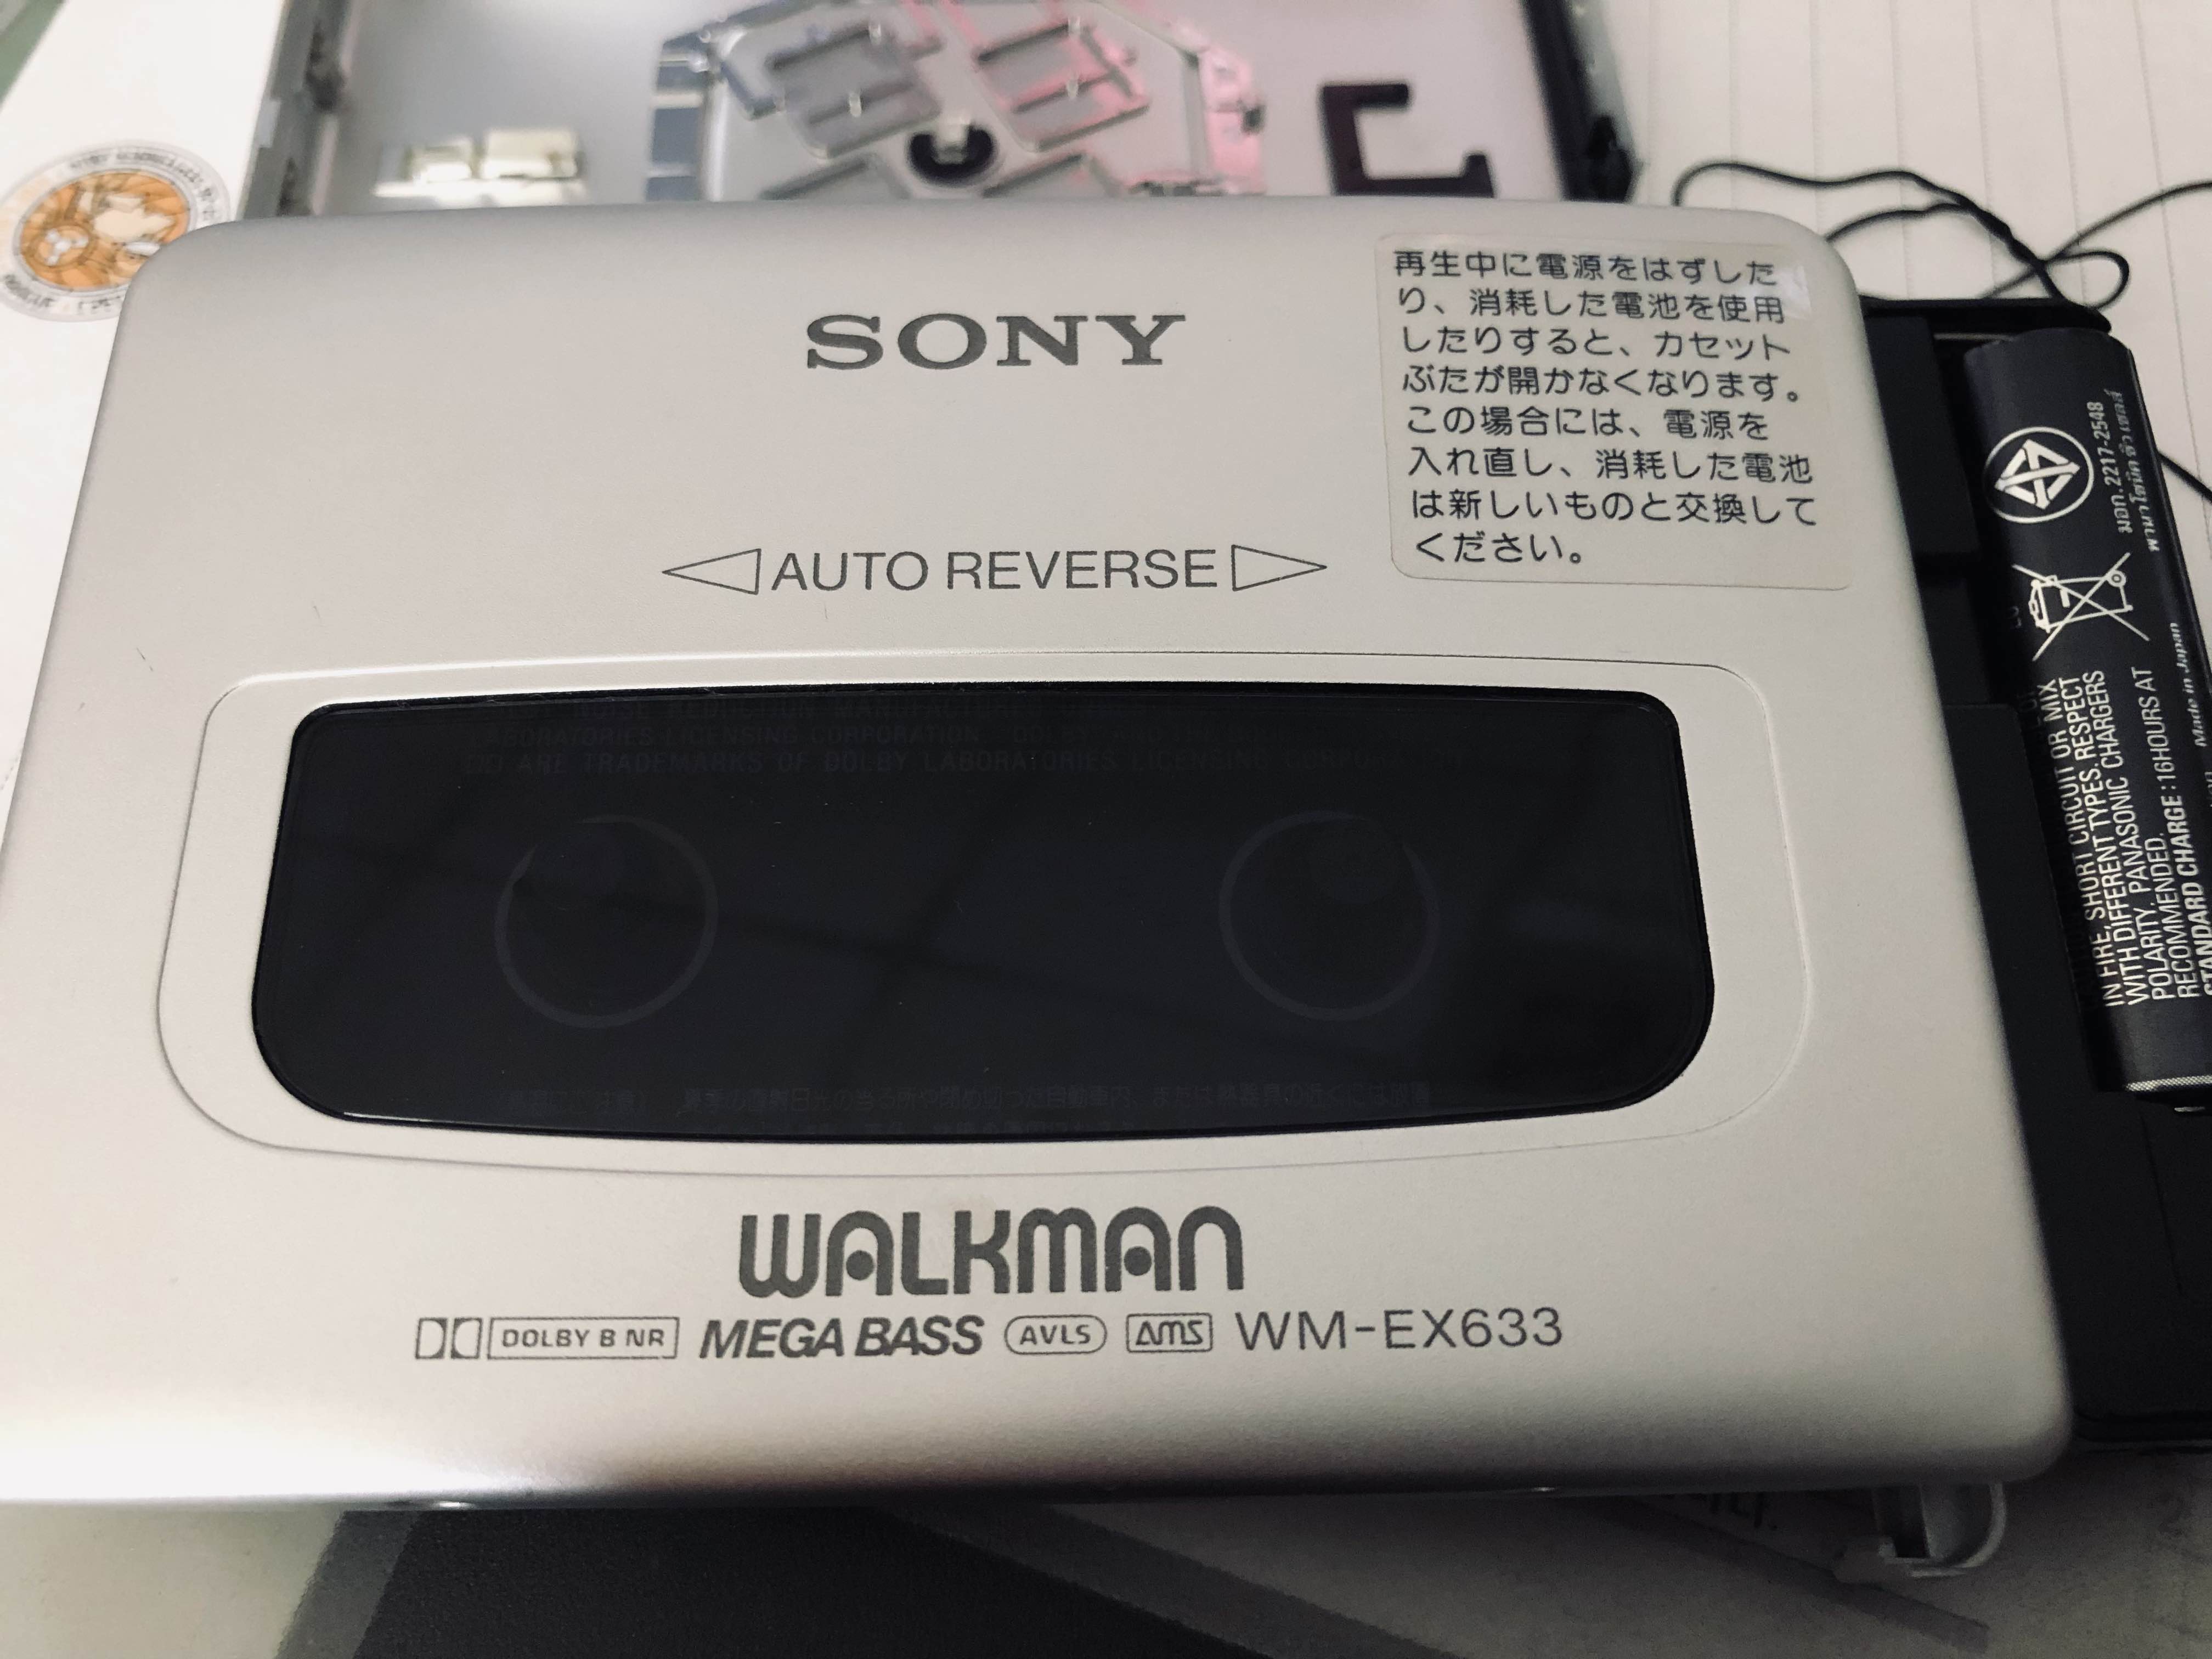 SONY
再生中に電源をはずした
り、消耗した電池を使用
したりすると、カセット
ぶたが開かなくなります。
この場合には、電源を
入れ直し、消耗した電池
は新しいものと交換して
ください。
AUTO REVERSE
LABORATORIES LICENSING CORPORATION
ARE TRADEMARKS OF DOLBY LABORATORIES LICENSING CORPORATION
WALKMAN
DOLBY B NR MEGA BASS AVLS AMS WM-EX633
มอก.2217-2548
Made in Japan
IN FIRE, SHORT CIRCUIT OR MIX
WITH DIFFERENT TYPES. RESPECT
POLARITY. PANASONIC CHARGERS
RECOMMENDED.
STANDARD CHARGE : 16HOURS AT